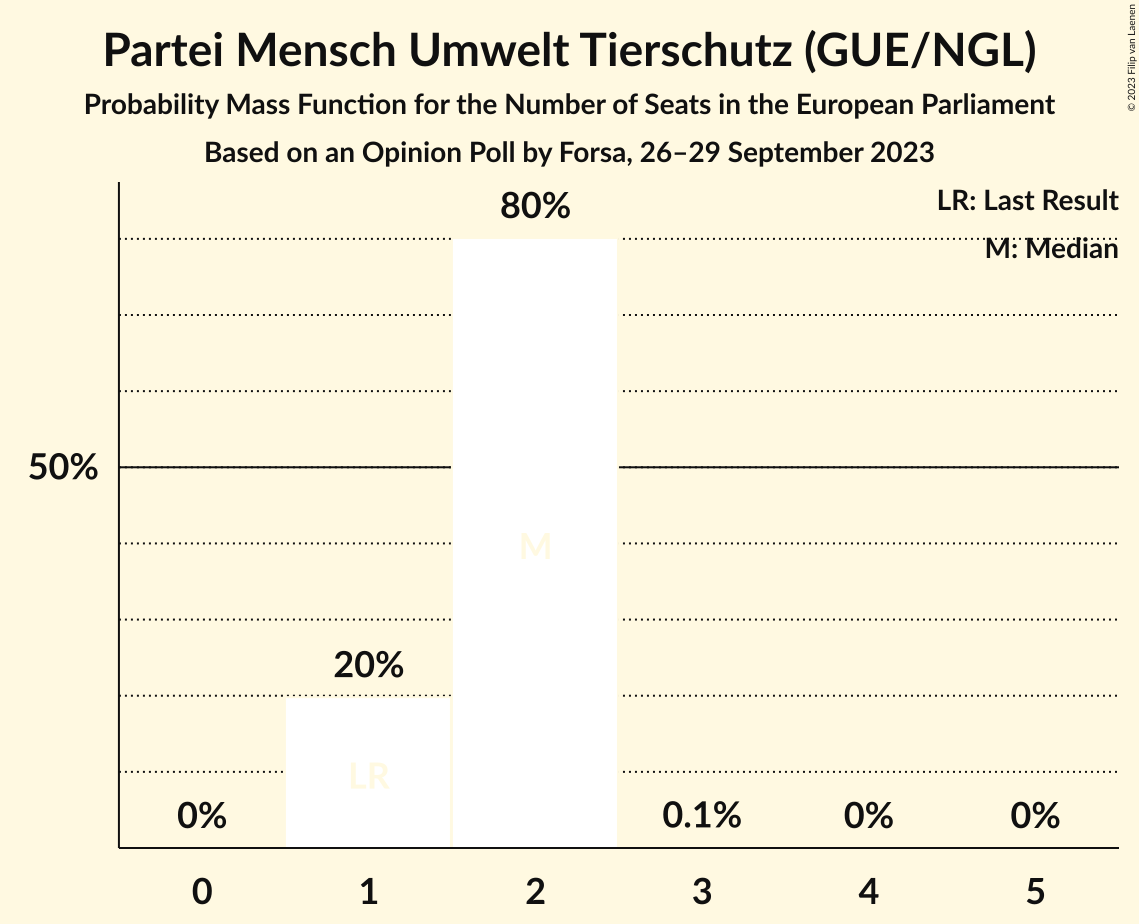 Partei Mensch Umwelt Tierschutz (GUE/NGL)
Probability Mass Function for the Number of Seats in the European Parliament
Based on an Opinion Poll by Forsa, 26–29 September 2023
© 2023 Filip van Laenen
LR: Last Result
M: Median
80%
50%
M
20%
LR
0%
0.1%
0%
0%
0 1 2 3 4 5